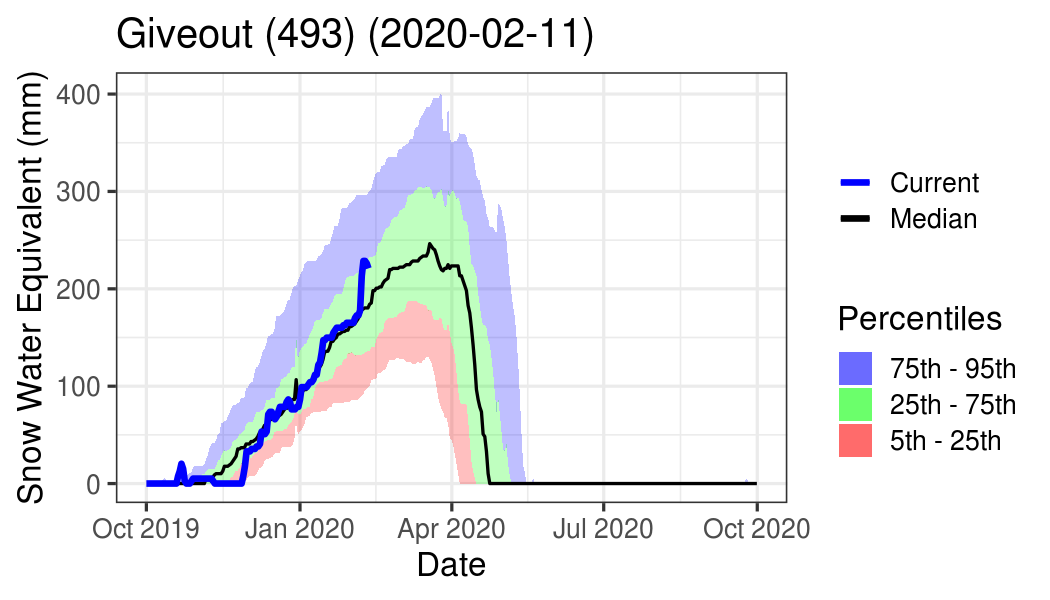 Giveout (493) (2020-02-11)
Snow Water Equivalent (mm)
400
300
200
100
0
Oct 2019
Jan 2020
Apr 2020
Jul 2020
Oct 2020
Date
Current
Median
Percentiles
75th - 95th
25th - 75th
5th - 25th